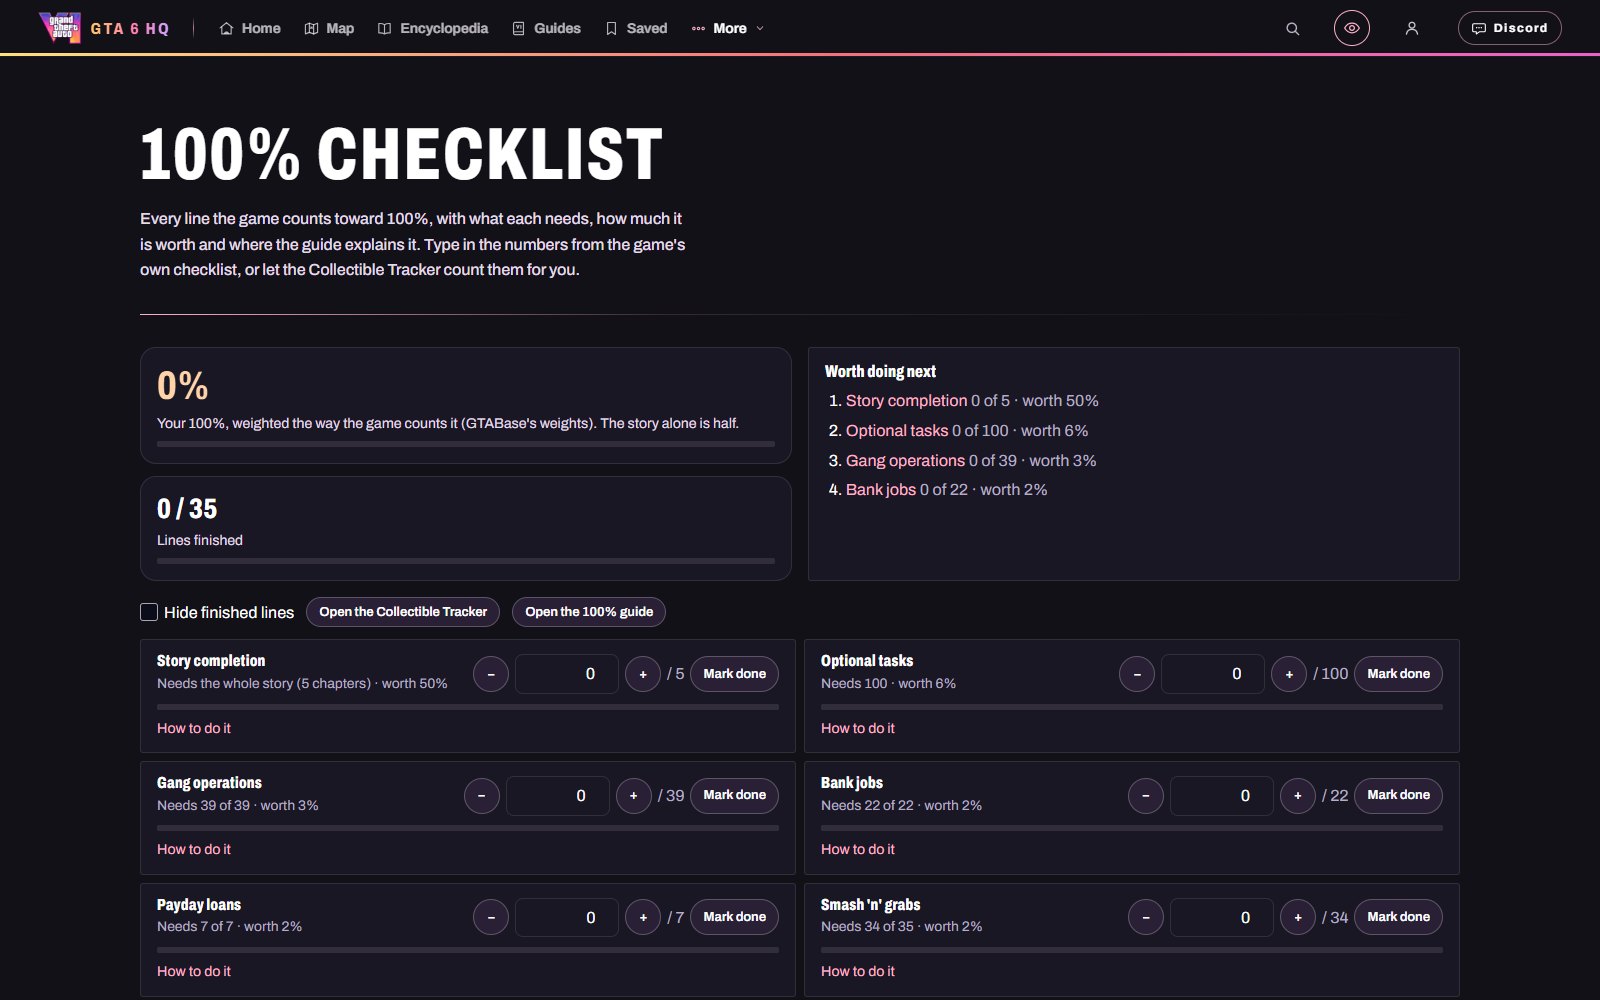 grand theft auto VI
GTA 6 HQ
Home
Map
Encyclopedia
Guides
Saved
More
Discord
100% CHECKLIST
Every line the game counts toward 100%, with what each needs, how much it
is worth and where the guide explains it. Type in the numbers from the game's
own checklist, or let the Collectible Tracker count them for you.
0%
Your 100%, weighted the way the game counts it (GTABase's weights). The story alone is half.
0 / 35
Lines finished
Worth doing next
1. Story completion 0 of 5 · worth 50%
2. Optional tasks 0 of 100 · worth 6%
3. Gang operations 0 of 39 · worth 3%
4. Bank jobs 0 of 22 · worth 2%
Hide finished lines
Open the Collectible Tracker
Open the 100% guide
Story completion
Needs the whole story (5 chapters) · worth 50%
− 0 + / 5 Mark done
How to do it
Optional tasks
Needs 100 · worth 6%
− 0 + / 100 Mark done
How to do it
Gang operations
Needs 39 of 39 · worth 3%
− 0 + / 39 Mark done
How to do it
Bank jobs
Needs 22 of 22 · worth 2%
− 0 + / 22 Mark done
How to do it
Payday loans
Needs 7 of 7 · worth 2%
− 0 + / 7 Mark done
How to do it
Smash 'n' grabs
Needs 34 of 35 · worth 2%
− 0 + / 34 Mark done
How to do it